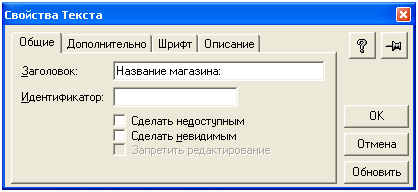 Свойства Текста
Общие Дополнительно Шрифт Описание
Заголовок: Название магазина:
Идентификатор:
Сделать недоступным
Сделать невидимым
Запретить редактирование
OK
Отмена
Обновить